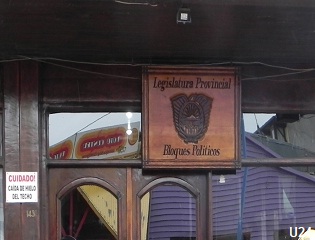 Legislatura Provincial
Bloques Políticos
CUIDADO!
CAIDA DE HIELO
DEL TECHO
143
U24